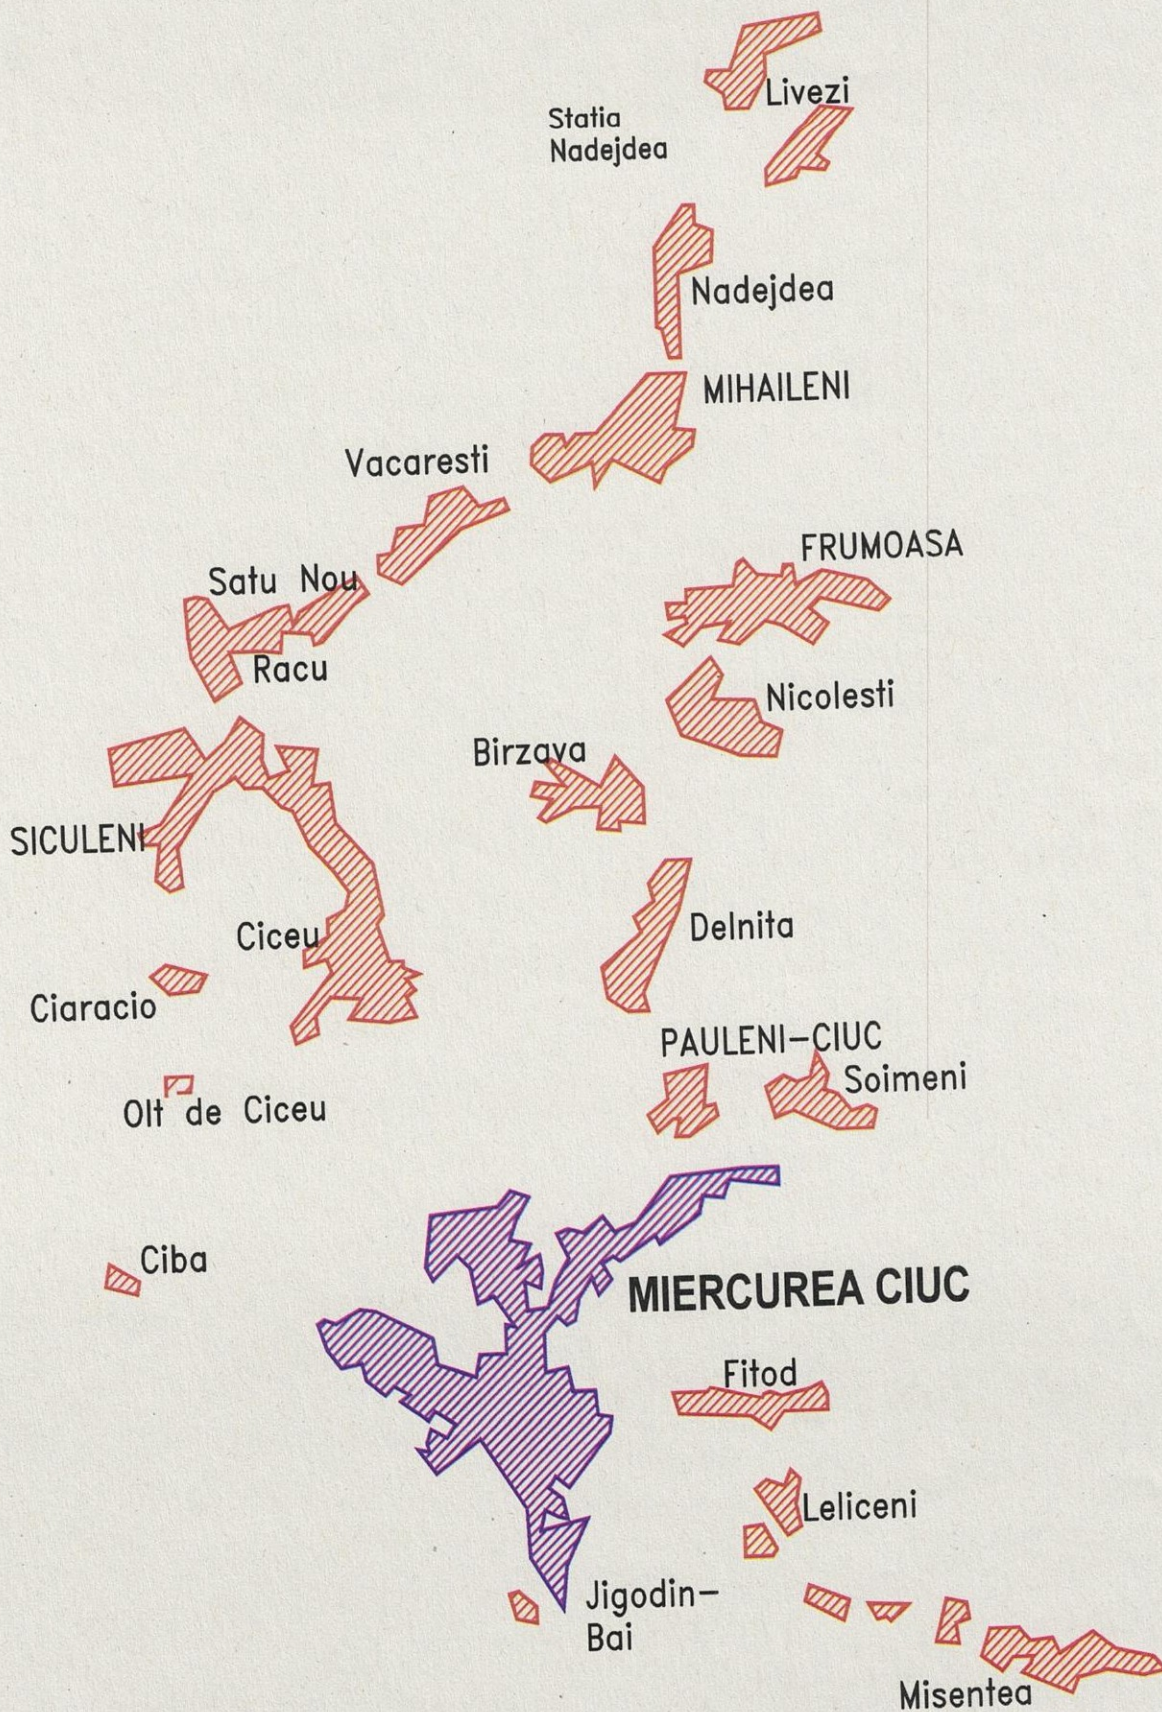 Livezi
Statia
Nadejdea
Nadejdea
MIHAILENI
Vacaresti
FRUMOASA
Satu Nou
Racu
Nicolesti
Birzava
SICULENI
Delnita
Ciceu
Ciaracio
PAULENI-CIUC
Soimeni
Olt de Ciceu
Ciba
MIERCUREA CIUC
Fitod
Leliceni
Jigodin-
Bai
Misentea